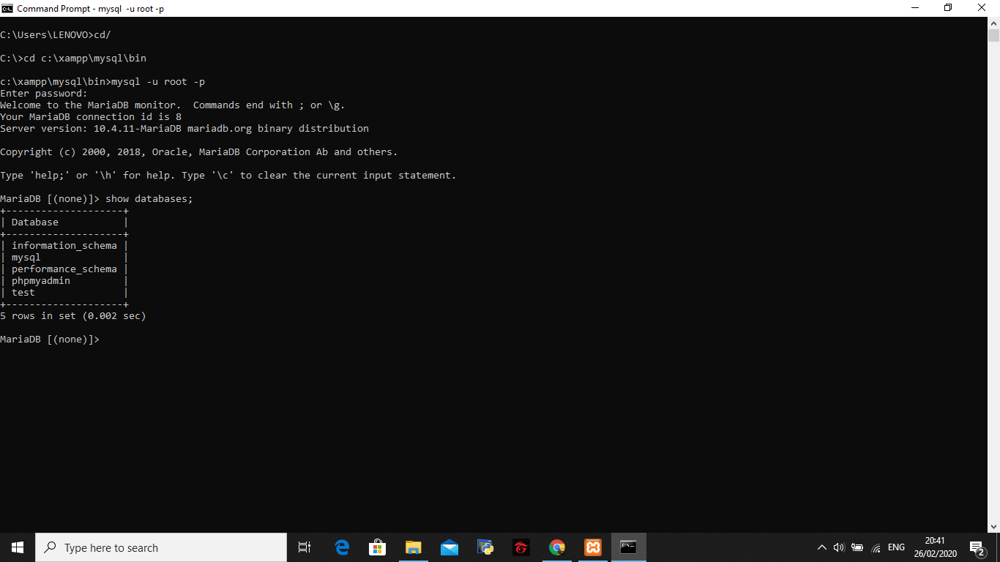 Command Prompt - mysql  -u root -p
C:\Users\LENOVO>cd/
C:\>cd c:\xampp\mysql\bin
c:\xampp\mysql\bin>mysql -u root -p
Enter password:
Welcome to the MariaDB monitor.  Commands end with ; or \g.
Your MariaDB connection id is 8
Server version: 10.4.11-MariaDB mariadb.org binary distribution
Copyright (c) 2000, 2018, Oracle, MariaDB Corporation Ab and others.
Type 'help;' or '\h' for help. Type '\c' to clear the current input statement.
MariaDB [(none)]> show databases;
+--------------------+
| Database           |
+--------------------+
| information_schema |
| mysql              |
| performance_schema |
| phpmyadmin         |
| test               |
+--------------------+
5 rows in set (0.002 sec)
MariaDB [(none)]>
Type here to search
ENG
20:41
26/02/2020
2